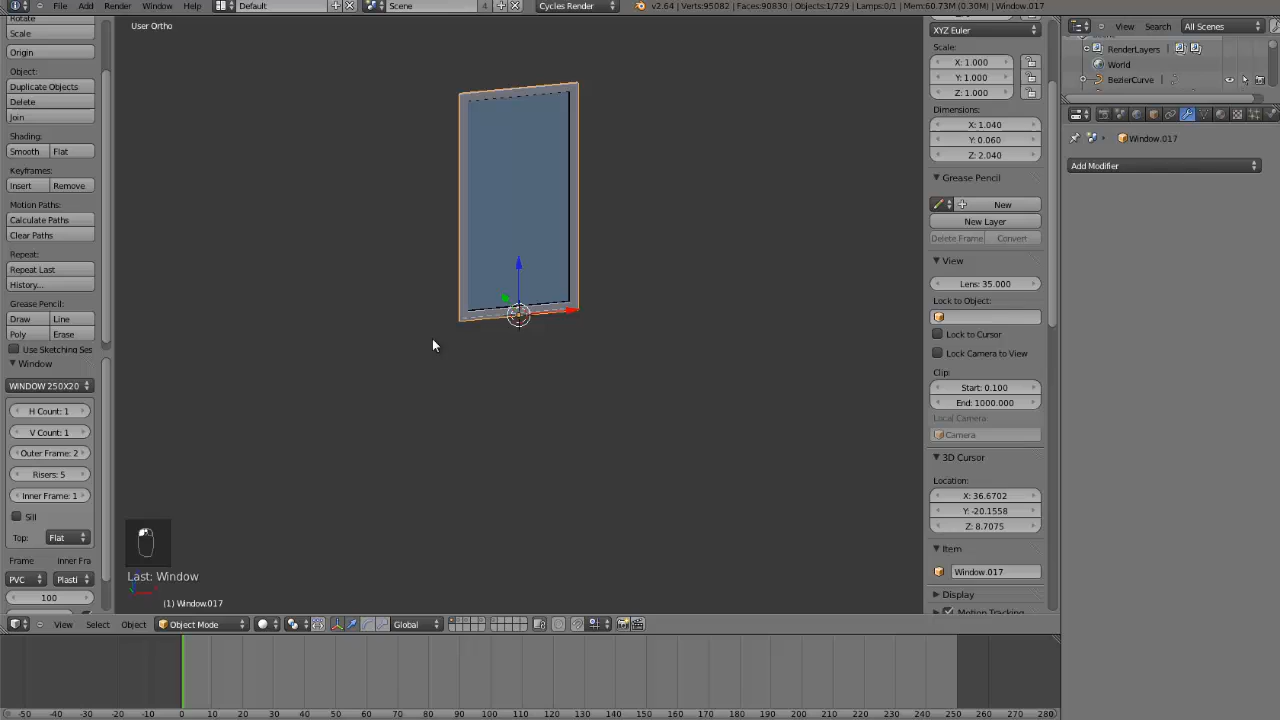 File Add Render Window Help Default Scene 4 Cycles Render v2.64 | Verts:95082 | Faces:90830 | Objects:1/729 | Lamps:0/1 | Mem:60.73M (0.30M) | Window.017
User Ortho
Rotate
Scale
Origin
Object:
Duplicate Objects
Delete
Join
Shading:
Smooth Flat
Keyframes:
Insert Remove
Motion Paths:
Calculate Paths
Clear Paths
Repeat:
Repeat Last
History...
Grease Pencil:
Draw Line
Poly Erase
Use Sketching Ses
Window
WINDOW 250X20
H Count: 1
V Count: 1
Outer Frame: 2
Risers: 5
Inner Frame: 1
Sill
Top: Flat
Frame Inner Fra
PVC Plasti
100
Last: Window
(1) Window.017
View Select Object Object Mode Global
XYZ Euler
Scale:
X: 1.000
Y: 1.000
Z: 1.000
Dimensions:
X: 1.040
Y: 0.060
Z: 2.040
Grease Pencil
New
New Layer
Delete Frame Convert
View
Lens: 35.000
Lock to Object:
Lock to Cursor
Lock Camera to View
Clip:
Start: 0.100
End: 1000.000
Local Camera:
Camera
3D Cursor
Location:
X: 36.6702
Y: -20.1558
Z: 8.7075
Item
Window.017
Display
Motion Tracking
View Search All Scenes
RenderLayers
World
BezierCurve
Window.017
Add Modifier
-50 -40 -30 -20 -10 0 10 20 30 40 50 60 70 80 90 100 110 120 130 140 150 160 170 180 190 200 210 220 230 240 250 260 270 280